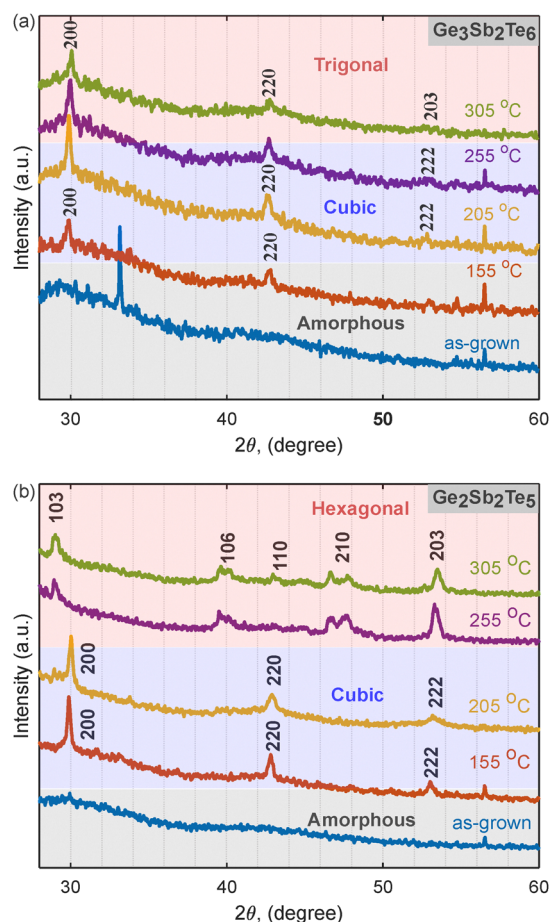 (a)
Ge3Sb2Te6
200
Trigonal
220
203
305 °C
255 °C
222
220
Cubic
222
205 °C
200
220
155 °C
Amorphous
as-grown
Intensity (a.u.)
30 40 50 60
2θ, (degree)
(b)
Ge2Sb2Te5
103
Hexagonal
106
110
210
203
305 °C
255 °C
200
220
Cubic
222
205 °C
200
220
222
155 °C
Amorphous
as-grown
Intensity (a.u.)
30 40 50 60
2θ, (degree)